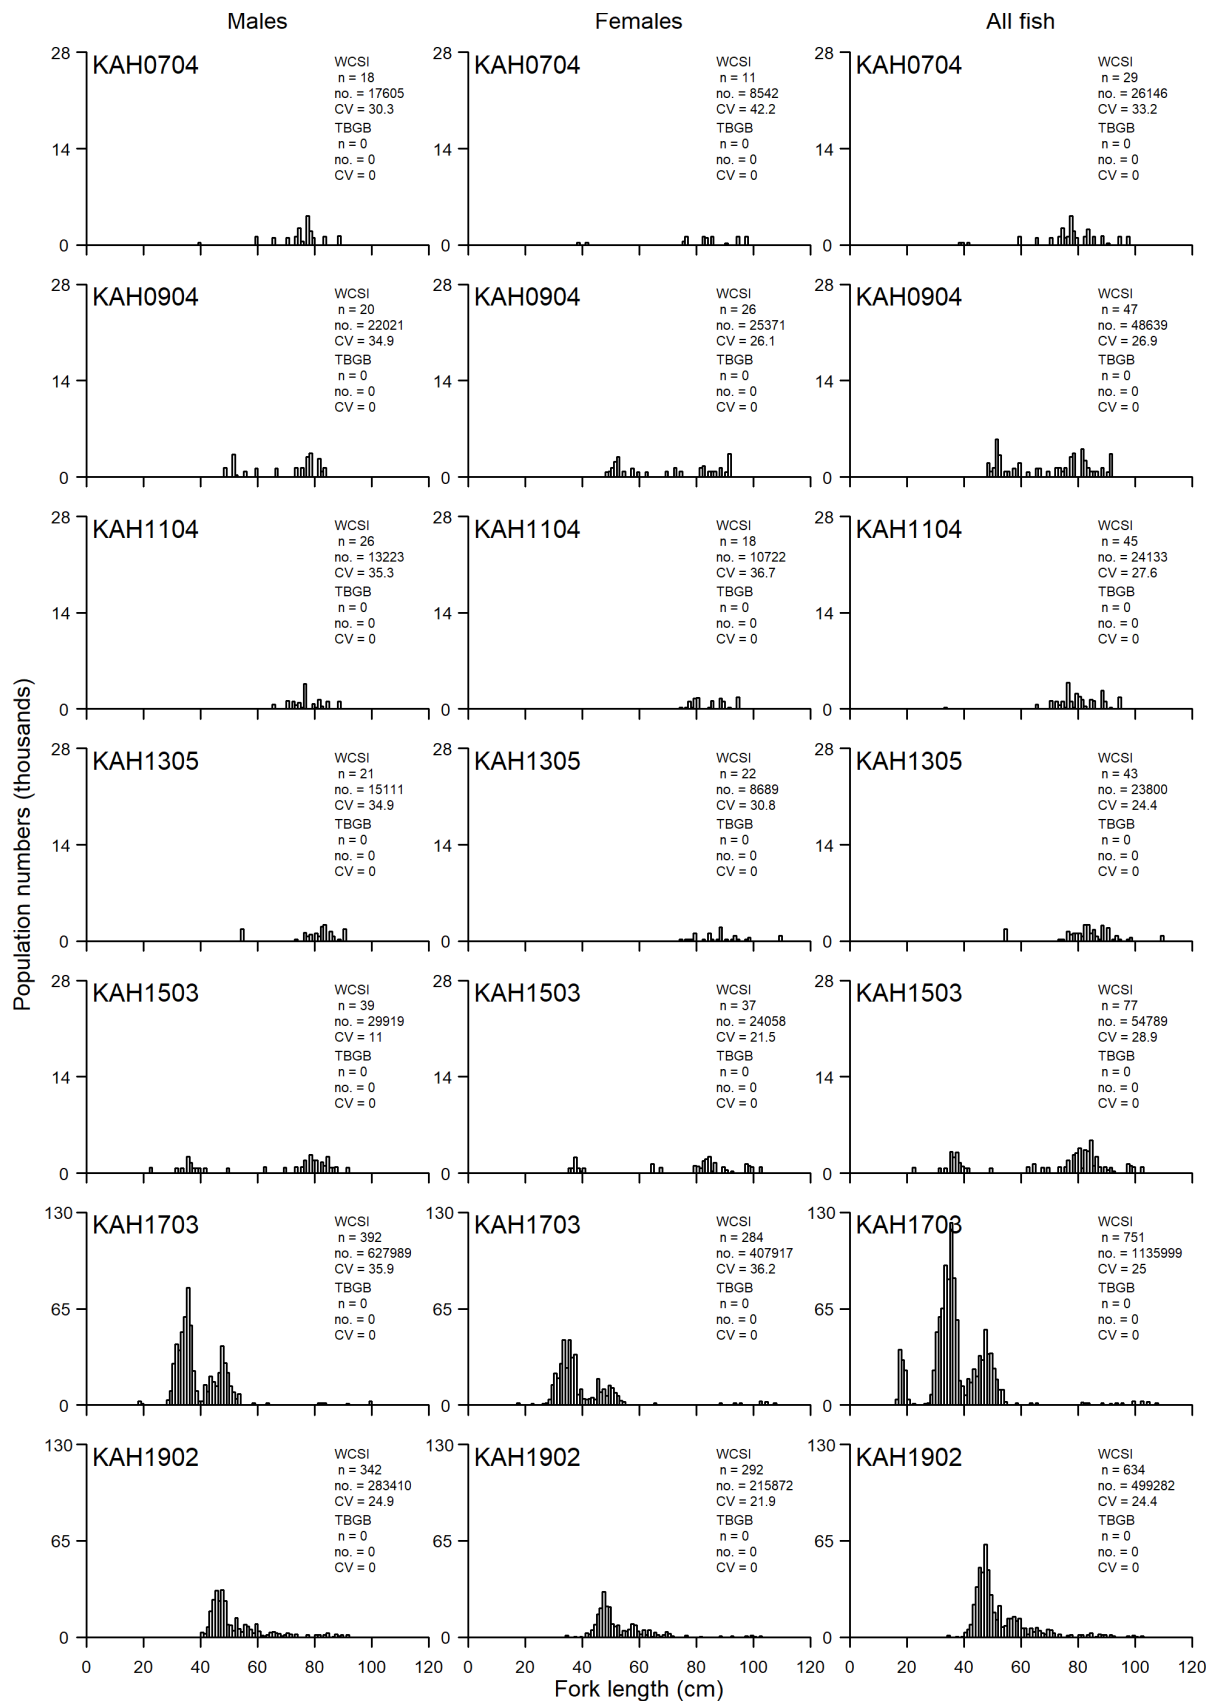 Males
Females
All fish
KAH0704
WCSI
n = 18
no. = 17605
CV = 30.3
TBGB
n = 0
no. = 0
CV = 0
28
14
0
KAH0704
WCSI
n = 11
no. = 8542
CV = 42.2
TBGB
n = 0
no. = 0
CV = 0
28
14
0
KAH0704
WCSI
n = 29
no. = 26146
CV = 33.2
TBGB
n = 0
no. = 0
CV = 0
28
14
0
KAH0904
WCSI
n = 20
no. = 22021
CV = 34.9
TBGB
n = 0
no. = 0
CV = 0
28
14
0
KAH0904
WCSI
n = 26
no. = 25371
CV = 26.1
TBGB
n = 0
no. = 0
CV = 0
28
14
0
KAH0904
WCSI
n = 47
no. = 48639
CV = 26.9
TBGB
n = 0
no. = 0
CV = 0
28
14
0
KAH1104
WCSI
n = 26
no. = 13223
CV = 35.3
TBGB
n = 0
no. = 0
CV = 0
28
14
0
KAH1104
WCSI
n = 18
no. = 10722
CV = 36.7
TBGB
n = 0
no. = 0
CV = 0
28
14
0
KAH1104
WCSI
n = 45
no. = 24133
CV = 27.6
TBGB
n = 0
no. = 0
CV = 0
28
14
0
KAH1305
WCSI
n = 21
no. = 15111
CV = 34.9
TBGB
n = 0
no. = 0
CV = 0
28
14
0
KAH1305
WCSI
n = 22
no. = 8689
CV = 30.8
TBGB
n = 0
no. = 0
CV = 0
28
14
0
KAH1305
WCSI
n = 43
no. = 23800
CV = 24.4
TBGB
n = 0
no. = 0
CV = 0
28
14
0
Population numbers (thousands)
KAH1503
WCSI
n = 39
no. = 29919
CV = 11
TBGB
n = 0
no. = 0
CV = 0
28
14
0
KAH1503
WCSI
n = 37
no. = 24058
CV = 21.5
TBGB
n = 0
no. = 0
CV = 0
28
14
0
KAH1503
WCSI
n = 77
no. = 54789
CV = 28.9
TBGB
n = 0
no. = 0
CV = 0
28
14
0
KAH1703
WCSI
n = 392
no. = 627989
CV = 35.9
TBGB
n = 0
no. = 0
CV = 0
130
65
0
KAH1703
WCSI
n = 284
no. = 407917
CV = 36.2
TBGB
n = 0
no. = 0
CV = 0
130
65
0
KAH1703
WCSI
n = 751
no. = 1135999
CV = 25
TBGB
n = 0
no. = 0
CV = 0
130
65
0
KAH1902
WCSI
n = 342
no. = 283410
CV = 24.9
TBGB
n = 0
no. = 0
CV = 0
130
65
0
KAH1902
WCSI
n = 292
no. = 215872
CV = 21.9
TBGB
n = 0
no. = 0
CV = 0
130
65
0
KAH1902
WCSI
n = 634
no. = 499282
CV = 24.4
TBGB
n = 0
no. = 0
CV = 0
130
65
0
0 20 40 60 80 100 120
0 20 40 60 80 100 120
0 20 40 60 80 100 120
Fork length (cm)